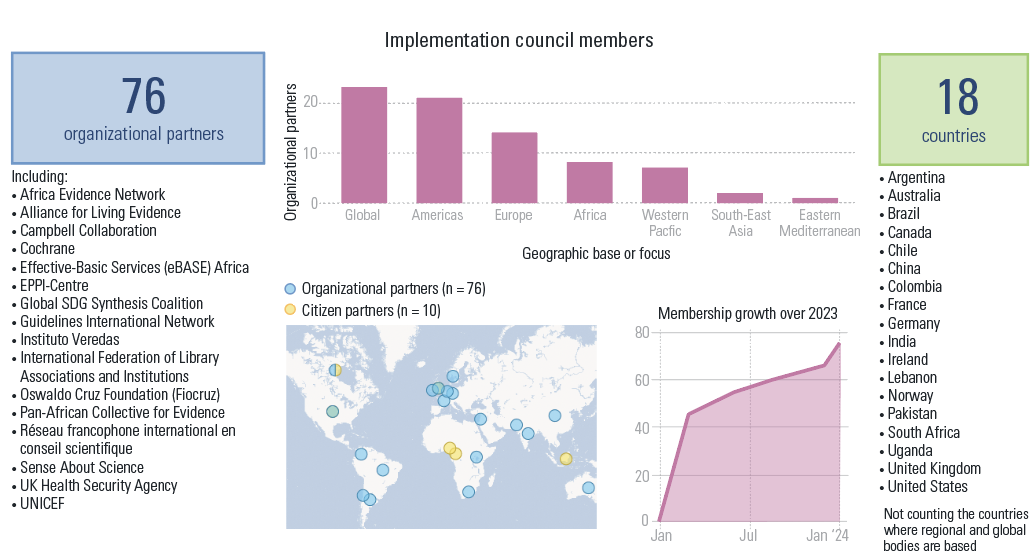 Implementation council members
76
organizational partners
Including:
• Africa Evidence Network
• Alliance for Living Evidence
• Campbell Collaboration
• Cochrane
• Effective-Basic Services (eBASE) Africa
• EPPI-Centre
• Global SDG Synthesis Coalition
• Guidelines International Network
• Instituto Veredas
• International Federation of Library
Associations and Institutions
• Oswaldo Cruz Foundation (Fiocruz)
• Pan-African Collective for Evidence
• Réseau francophone international en
conseil scientifique
• Sense About Science
• UK Health Security Agency
• UNICEF
Organizational partners
20
10
0
Global
Americas
Europe
Africa
Western
Pacfic
South-East
Asia
Eastern
Mediterranean
Geographic base or focus
Organizational partners (n = 76)
Citizen partners (n = 10)
Membership growth over 2023
80
60
40
20
0
Jan
Jul
Jan ’24
18
countries
• Argentina
• Australia
• Brazil
• Canada
• Chile
• China
• Colombia
• France
• Germany
• India
• Ireland
• Lebanon
• Norway
• Pakistan
• South Africa
• Uganda
• United Kingdom
• United States
Not counting the countries
where regional and global
bodies are based